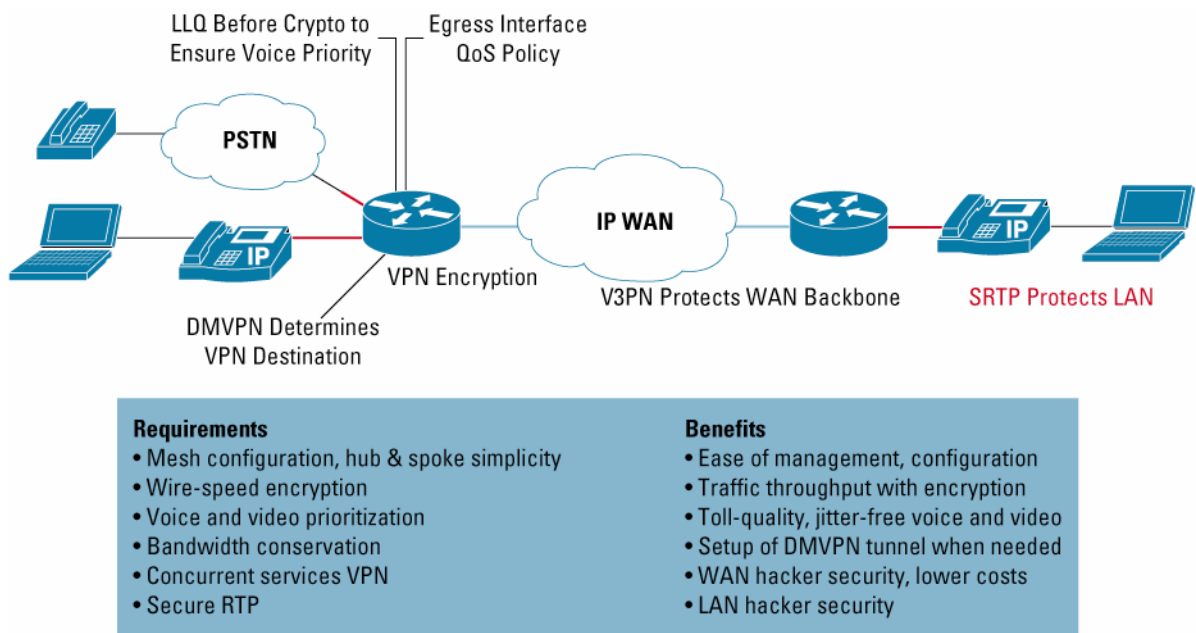 LLQ Before Crypto to
Ensure Voice Priority
Egress Interface
QoS Policy
PSTN
IP
VPN Encryption
DMVPN Determines
VPN Destination
IP WAN
V3PN Protects WAN Backbone
IP
SRTP Protects LAN
Requirements
• Mesh configuration, hub & spoke simplicity
• Wire-speed encryption
• Voice and video prioritization
• Bandwidth conservation
• Concurrent services VPN
• Secure RTP
Benefits
• Ease of management, configuration
• Traffic throughput with encryption
• Toll-quality, jitter-free voice and video
• Setup of DMVPN tunnel when needed
• WAN hacker security, lower costs
• LAN hacker security